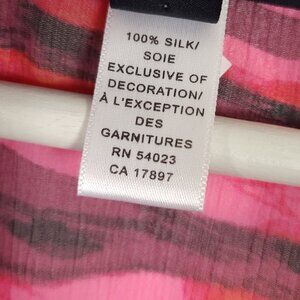 100% SILK/
SOIE
EXCLUSIVE OF
DECORATION/
À L'EXCEPTION
DES
GARNITURES
RN 54023
CA 17897